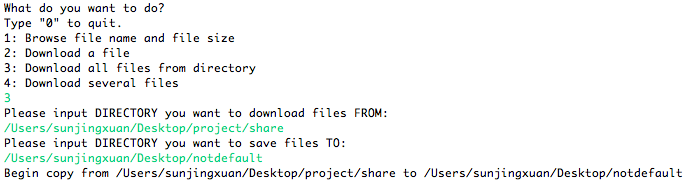 What do you want to do?
Type "0" to quit.
1: Browse file name and file size
2: Download a file
3: Download all files from directory
4: Download several files
3
Please input DIRECTORY you want to download files FROM:
/Users/sunjingxuan/Desktop/project/share
Please input DIRECTORY you want to save files TO:
/Users/sunjingxuan/Desktop/notdefault
Begin copy from /Users/sunjingxuan/Desktop/project/share to /Users/sunjingxuan/Desktop/notdefault